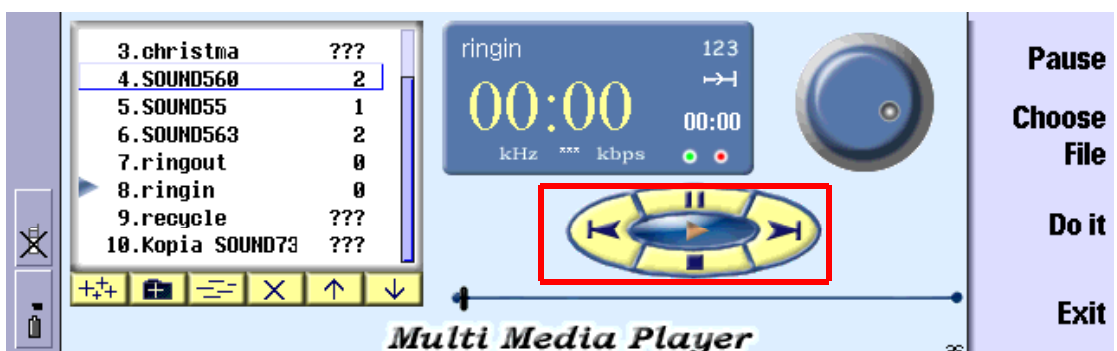 3.christma ???
4.SOUND560 2
5.SOUND55 1
6.SOUND563 2
7.ringout 0
8.ringin 0
9.recycle ???
10.Kopia SOUND73 ???
ringin 123
00:00
00:00
kHz *** kbps
Multi Media Player
Pause
Choose
File
Do it
Exit